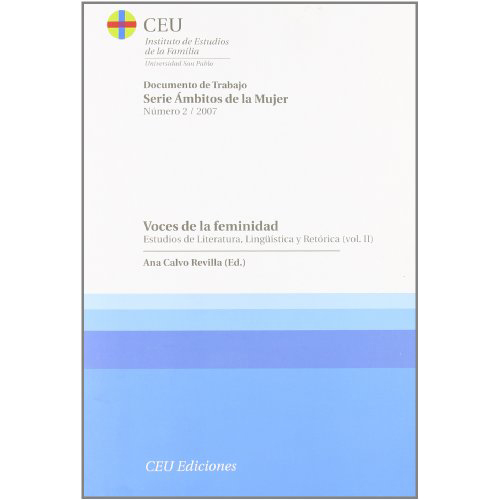 CEU
Instituto de Estudios
de la Familia
Universidad San Pablo
Documento de Trabajo
Serie Ámbitos de la Mujer
Número 2 / 2007
Voces de la feminidad
Estudios de Literatura, Lingüística y Retórica (vol. II)
Ana Calvo Revilla (Ed.)
CEU Ediciones